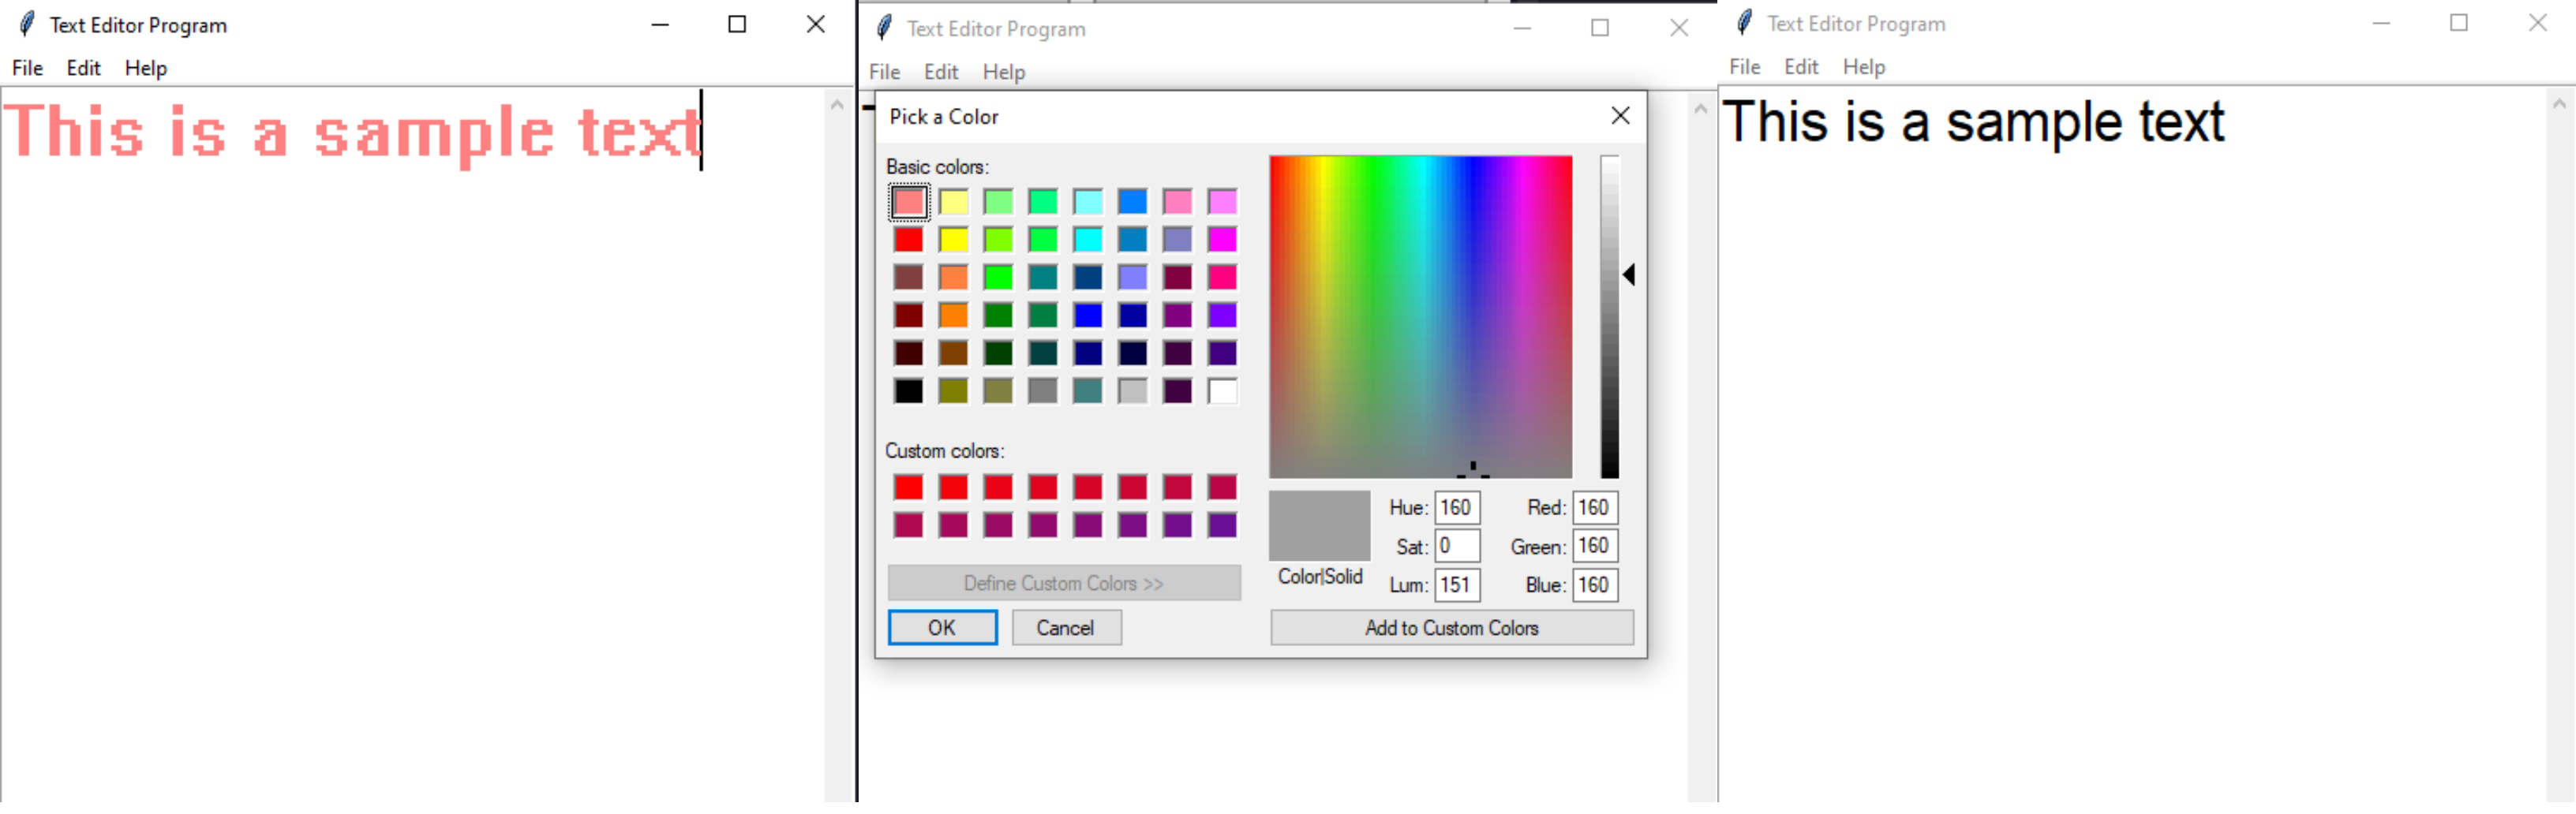 Text Editor Program
File Edit Help
This is a sample text
Text Editor Program
File Edit Help
Pick a Color
Basic colors:
Custom colors:
Define Custom Colors >>
OK Cancel
Hue: 160 Red: 160
Sat: 0 Green: 160
Color|Solid
Lum: 151 Blue: 160
Add to Custom Colors
Text Editor Program
File Edit Help
This is a sample text